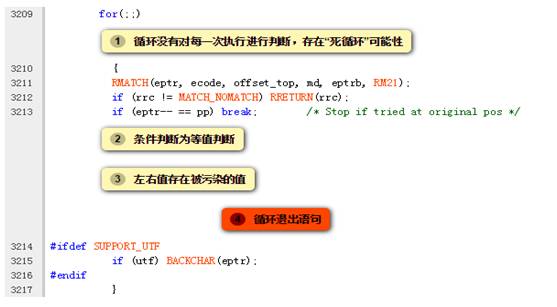 3209 for(;;)
1 循环没有对每一次执行进行判断，存在“死循环”可能性
3210 {
3211 RMATCH(eptr, ecode, offset_top, md, eptrb, RM21);
3212 if (rrc != MATCH_NOMATCH) RRETURN(rrc);
3213 if (eptr-- == pp) break; /* Stop if tried at original pos */
2 条件判断为等值判断
3 左右值存在被污染的值
4 循环退出语句
3214 #ifdef SUPPORT_UTF
3215 if (utf) BACKCHAR(eptr);
3216 #endif
3217 }